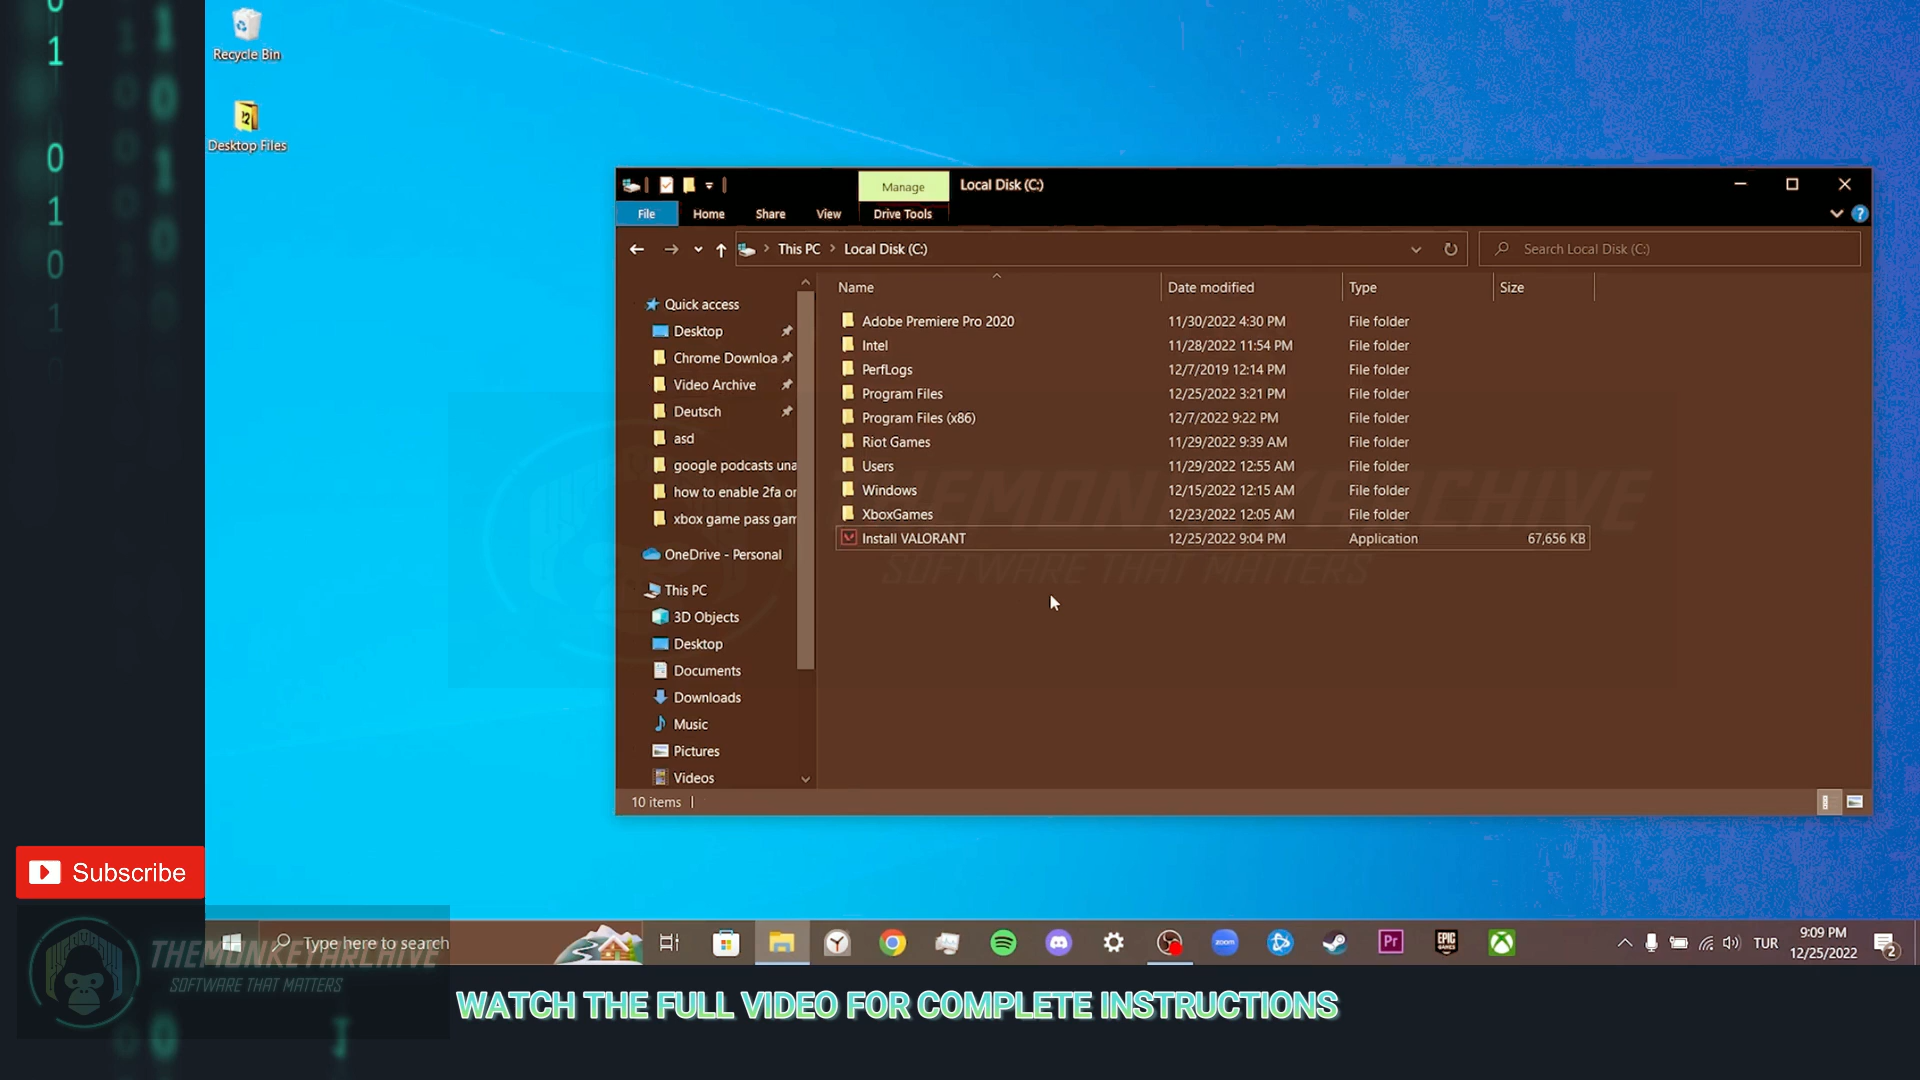 Recycle Bin
Desktop Files
Manage
Local Disk (C:)
File
Home
Share
View
Drive Tools
This PC
Local Disk (C:)
Search Local Disk (C:)
Quick access
Desktop
Chrome Downloa
Video Archive
Deutsch
asd
google podcasts una
how to enable 2fa or
xbox game pass gam
OneDrive - Personal
This PC
3D Objects
Desktop
Documents
Downloads
Music
Pictures
Videos
Name Date modified Type Size
Adobe Premiere Pro 2020 11/30/2022 4:30 PM File folder
Intel 11/28/2022 11:54 PM File folder
PerfLogs 12/7/2019 12:14 PM File folder
Program Files 12/25/2022 3:21 PM File folder
Program Files (x86) 12/7/2022 9:22 PM File folder
Riot Games 11/29/2022 9:39 AM File folder
Users 11/29/2022 12:55 AM File folder
Windows 12/15/2022 12:15 AM File folder
XboxGames 12/23/2022 12:05 AM File folder
Install VALORANT 12/25/2022 9:04 PM Application 67,656 KB
THEMONKEYARCHIVE
SOFTWARE THAT MATTERS
10 items
Subscribe
THEMONKEYARCHIVE
SOFTWARE THAT MATTERS
Type here to search
zoom
Pr
EPIC
GAMES
TUR
9:09 PM
12/25/2022
2
WATCH THE FULL VIDEO FOR COMPLETE INSTRUCTIONS